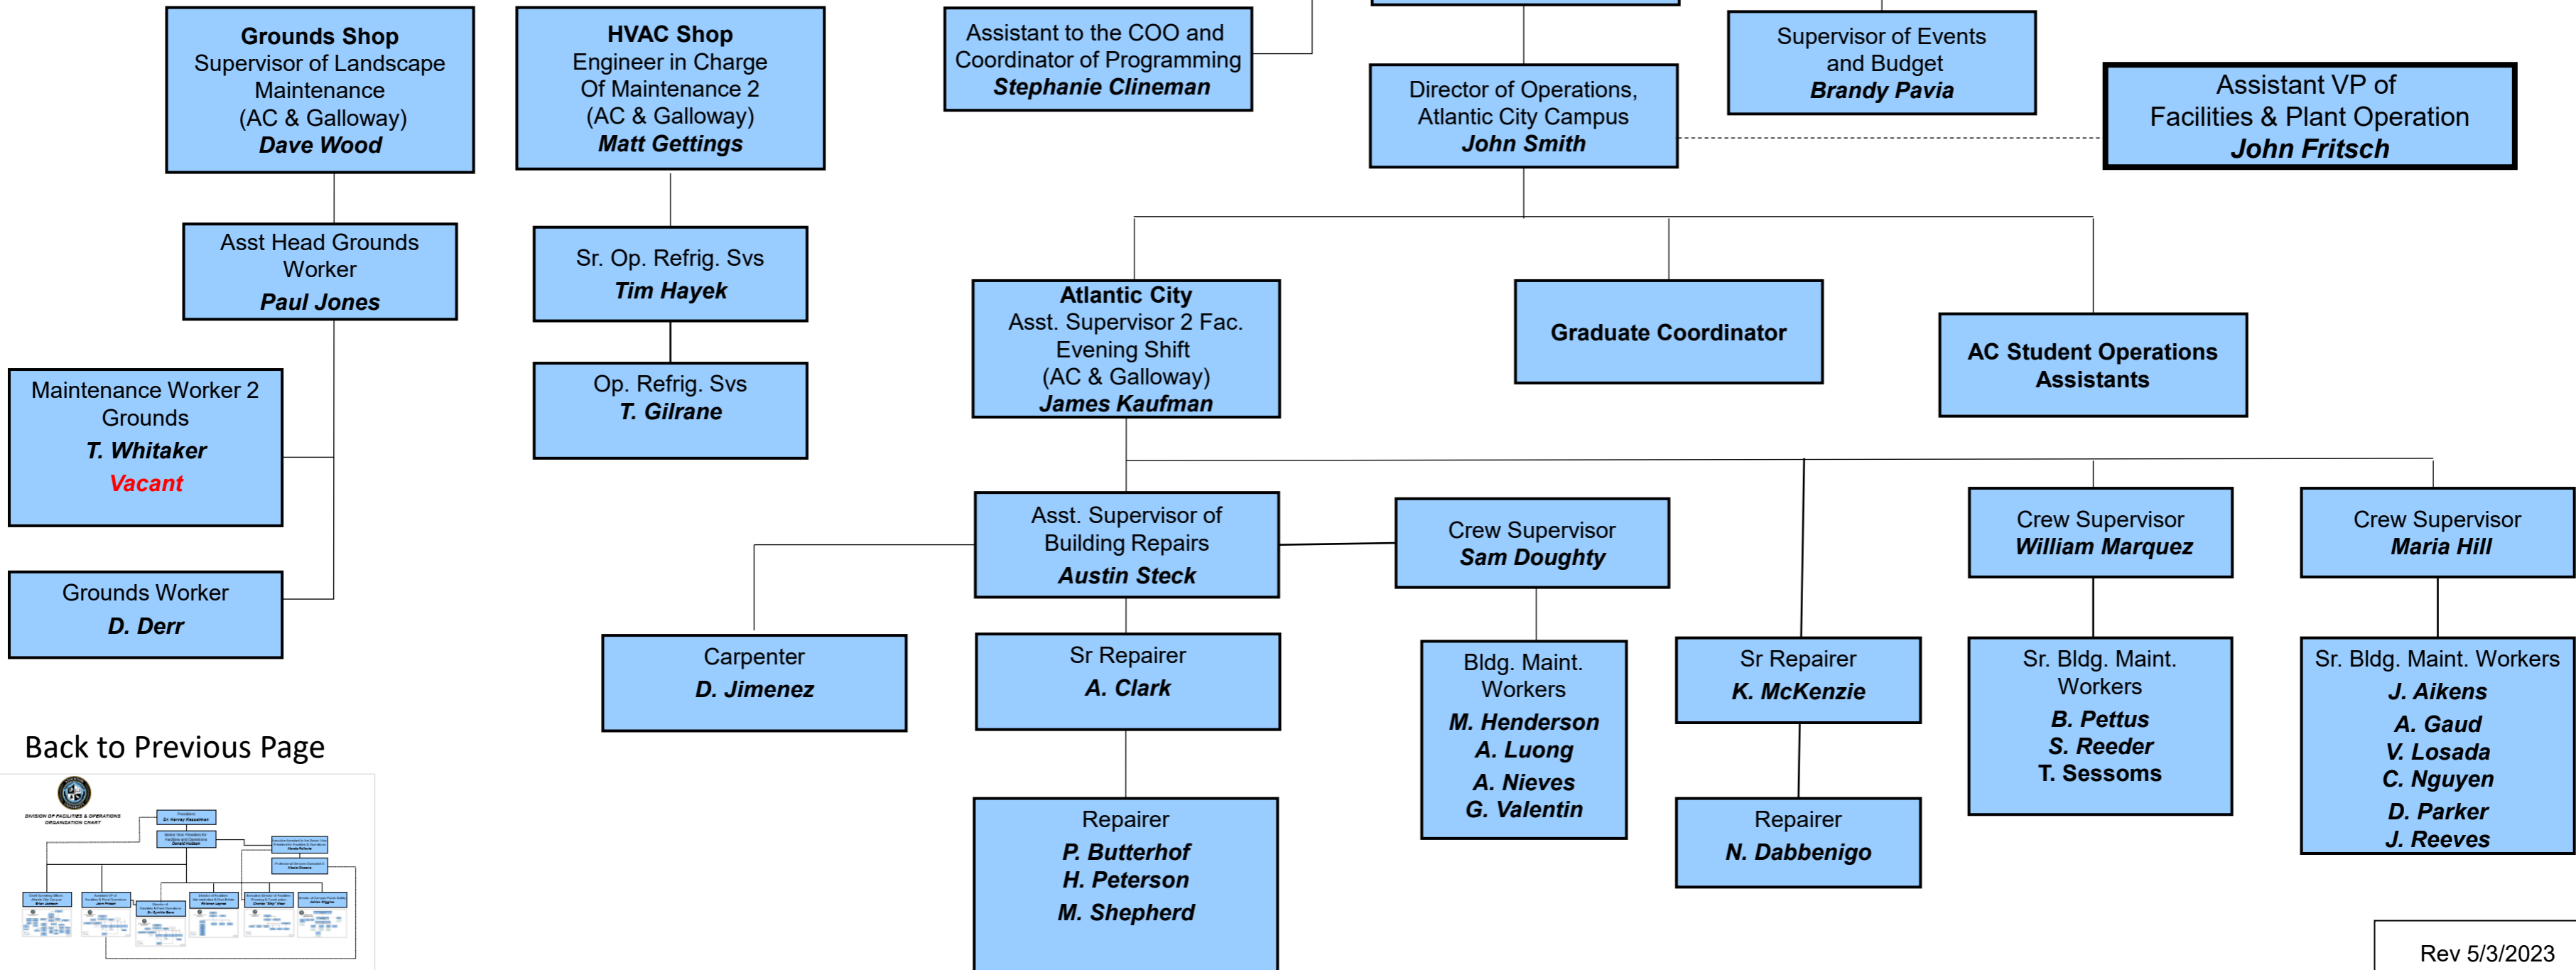 Grounds Shop
Supervisor of Landscape
Maintenance
(AC & Galloway)
Dave Wood
HVAC Shop
Engineer in Charge
Of Maintenance 2
(AC & Galloway)
Matt Gettings
Assistant to the COO and
Coordinator of Programming
Stephanie Clineman
Director of Operations,
Atlantic City Campus
John Smith
Supervisor of Events
and Budget
Brandy Pavia
Assistant VP of
Facilities & Plant Operation
John Fritsch
Asst Head Grounds
Worker
Paul Jones
Sr. Op. Refrig. Svs
Tim Hayek
Op. Refrig. Svs
T. Gilrane
Maintenance Worker 2
Grounds
T. Whitaker
Vacant
Grounds Worker
D. Derr
Atlantic City
Asst. Supervisor 2 Fac.
Evening Shift
(AC & Galloway)
James Kaufman
Graduate Coordinator
AC Student Operations
Assistants
Asst. Supervisor of
Building Repairs
Austin Steck
Crew Supervisor
Sam Doughty
Crew Supervisor
William Marquez
Crew Supervisor
Maria Hill
Carpenter
D. Jimenez
Sr Repairer
A. Clark
Bldg. Maint.
Workers
M. Henderson
A. Luong
A. Nieves
G. Valentin
Sr Repairer
K. McKenzie
Sr. Bldg. Maint.
Workers
B. Pettus
S. Reeder
T. Sessoms
Sr. Bldg. Maint. Workers
J. Aikens
A. Gaud
V. Losada
C. Nguyen
D. Parker
J. Reeves
Repairer
P. Butterhof
H. Peterson
M. Shepherd
Repairer
N. Dabbenigo
Back to Previous Page
DIVISION OF FACILITIES & OPERATIONS
ORGANIZATION CHART
Rev 5/3/2023